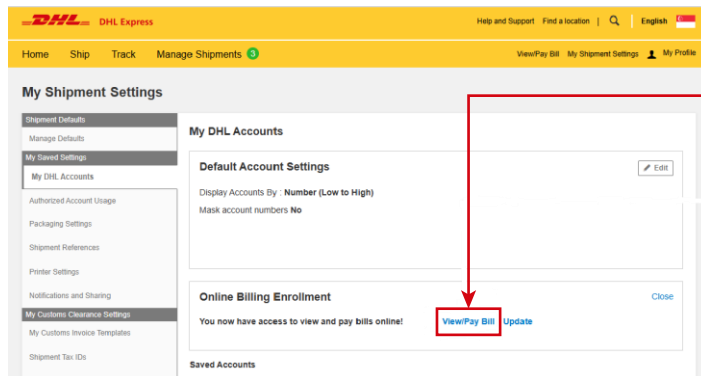 DHL DHL Express
Help and Support Find a location | English
Home Ship Track Manage Shipments 3
View/Pay Bill My Shipment Settings My Profile
My Shipment Settings
Shipment Defaults
Manage Defaults
My Saved Settings
My DHL Accounts
Authorized Account Usage
Packaging Settings
Shipment References
Printer Settings
Notifications and Sharing
My Customs Clearance Settings
My Customs Invoice Templates
Shipment Tax IDs
My DHL Accounts
Default Account Settings
Edit
Display Accounts By : Number (Low to High)
Mask account numbers No
Online Billing Enrollment
Close
You now have access to view and pay bills online! View/Pay Bill Update
Saved Accounts